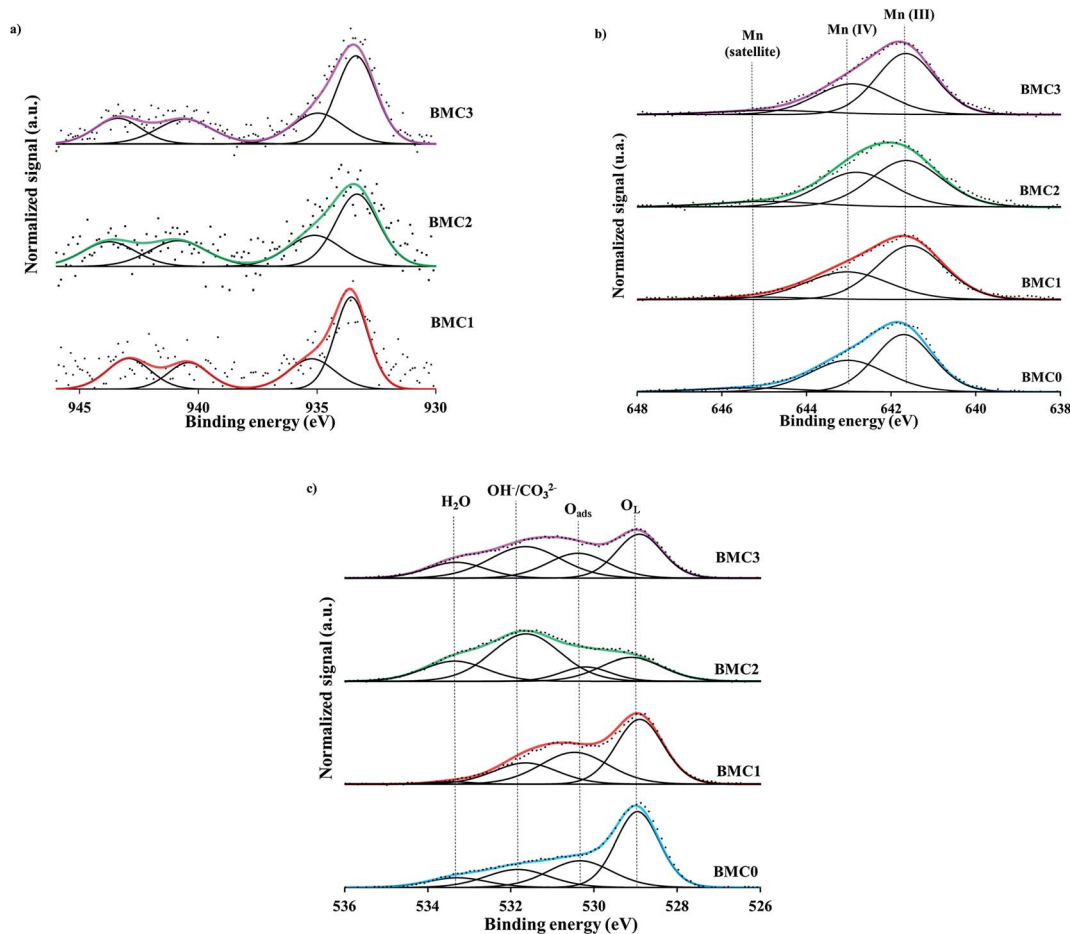 a)
Normalized signal (a.u.)
BMC3
BMC2
BMC1
945 940 935 930
Binding energy (eV)
b)
Mn
(satellite)
Mn (IV)
Mn (III)
Normalized signal (u.a.)
BMC3
BMC2
BMC1
BMC0
648 646 644 642 640 638
Binding energy (eV)
c)
H₂O
OH⁻/CO₃²⁻
O_ads
O_L
Normalized signal (a.u.)
BMC3
BMC2
BMC1
BMC0
536 534 532 530 528 526
Binding energy (eV)